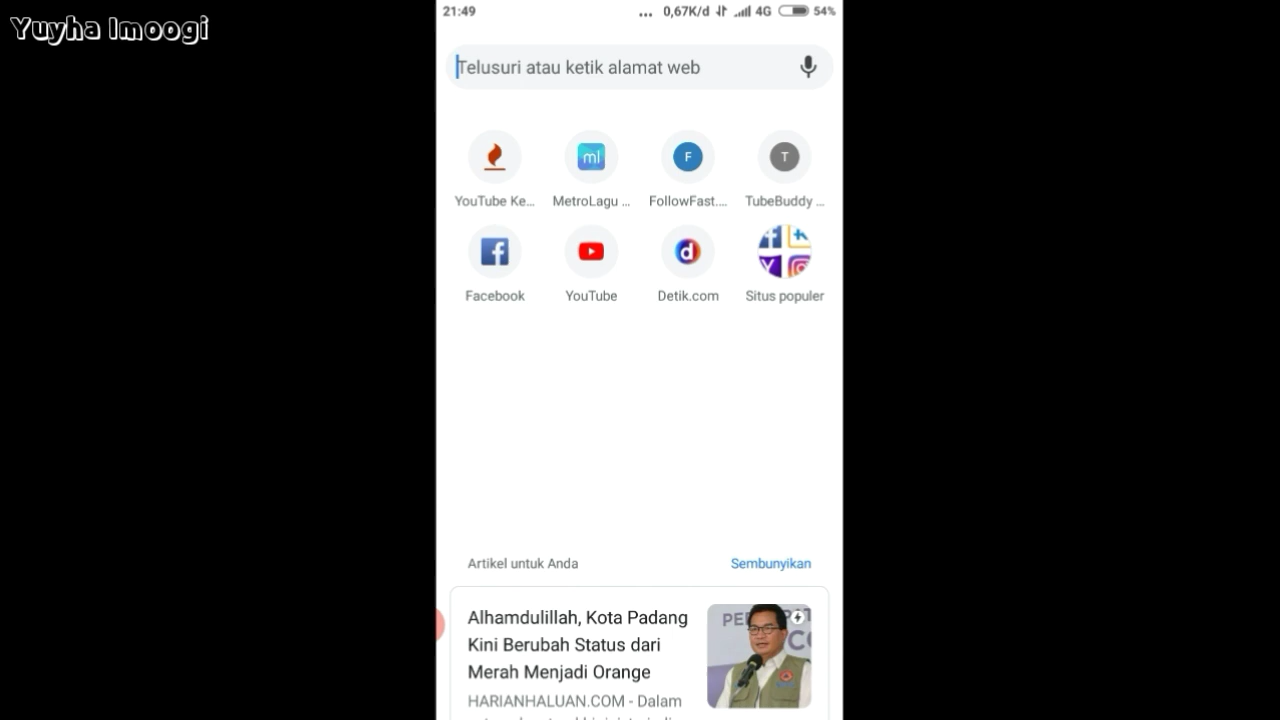 Yuyha Imoogi
21:49 ... 0,67K/d 4G 54%
Telusuri atau ketik alamat web
ml F T
YouTube Ke... MetroLagu ... FollowFast.... TubeBuddy ...
Facebook YouTube Detik.com Situs populer
Artikel untuk Anda Sembunyikan
Alhamdulillah, Kota Padang
Kini Berubah Status dari
Merah Menjadi Orange
HARIANHALUAN.COM - Dalam